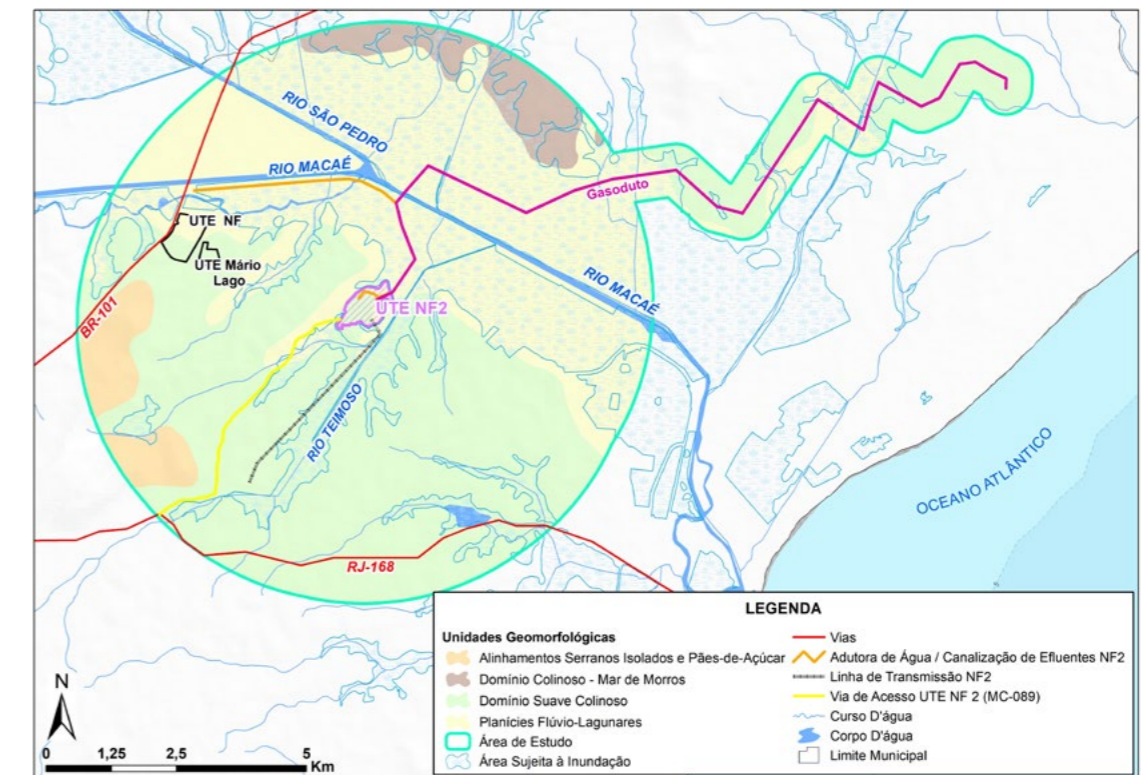 RIO SÃO PEDRO
RIO MACAÉ
UTE NF
UTE Mário
Lago
Gasoduto
RIO MACAÉ
BR-101
UTE NF2
RIO TEIMOSO
OCEANO ATLÂNTICO
RJ-168
LEGENDA
Unidades Geomorfológicas
Alinhamentos Serranos Isolados e Pães-de-Açúcar
Domínio Colinoso - Mar de Morros
Domínio Suave Colinoso
Planícies Flúvio-Lagunares
Área de Estudo
Área Sujeita à Inundação
Vias
Adutora de Água / Canalização de Efluentes NF2
Linha de Transmissão NF2
Via de Acesso UTE NF 2 (MC-089)
Curso D'água
Corpo D'água
Limite Municipal
N
0 1,25 2,5 5
Km